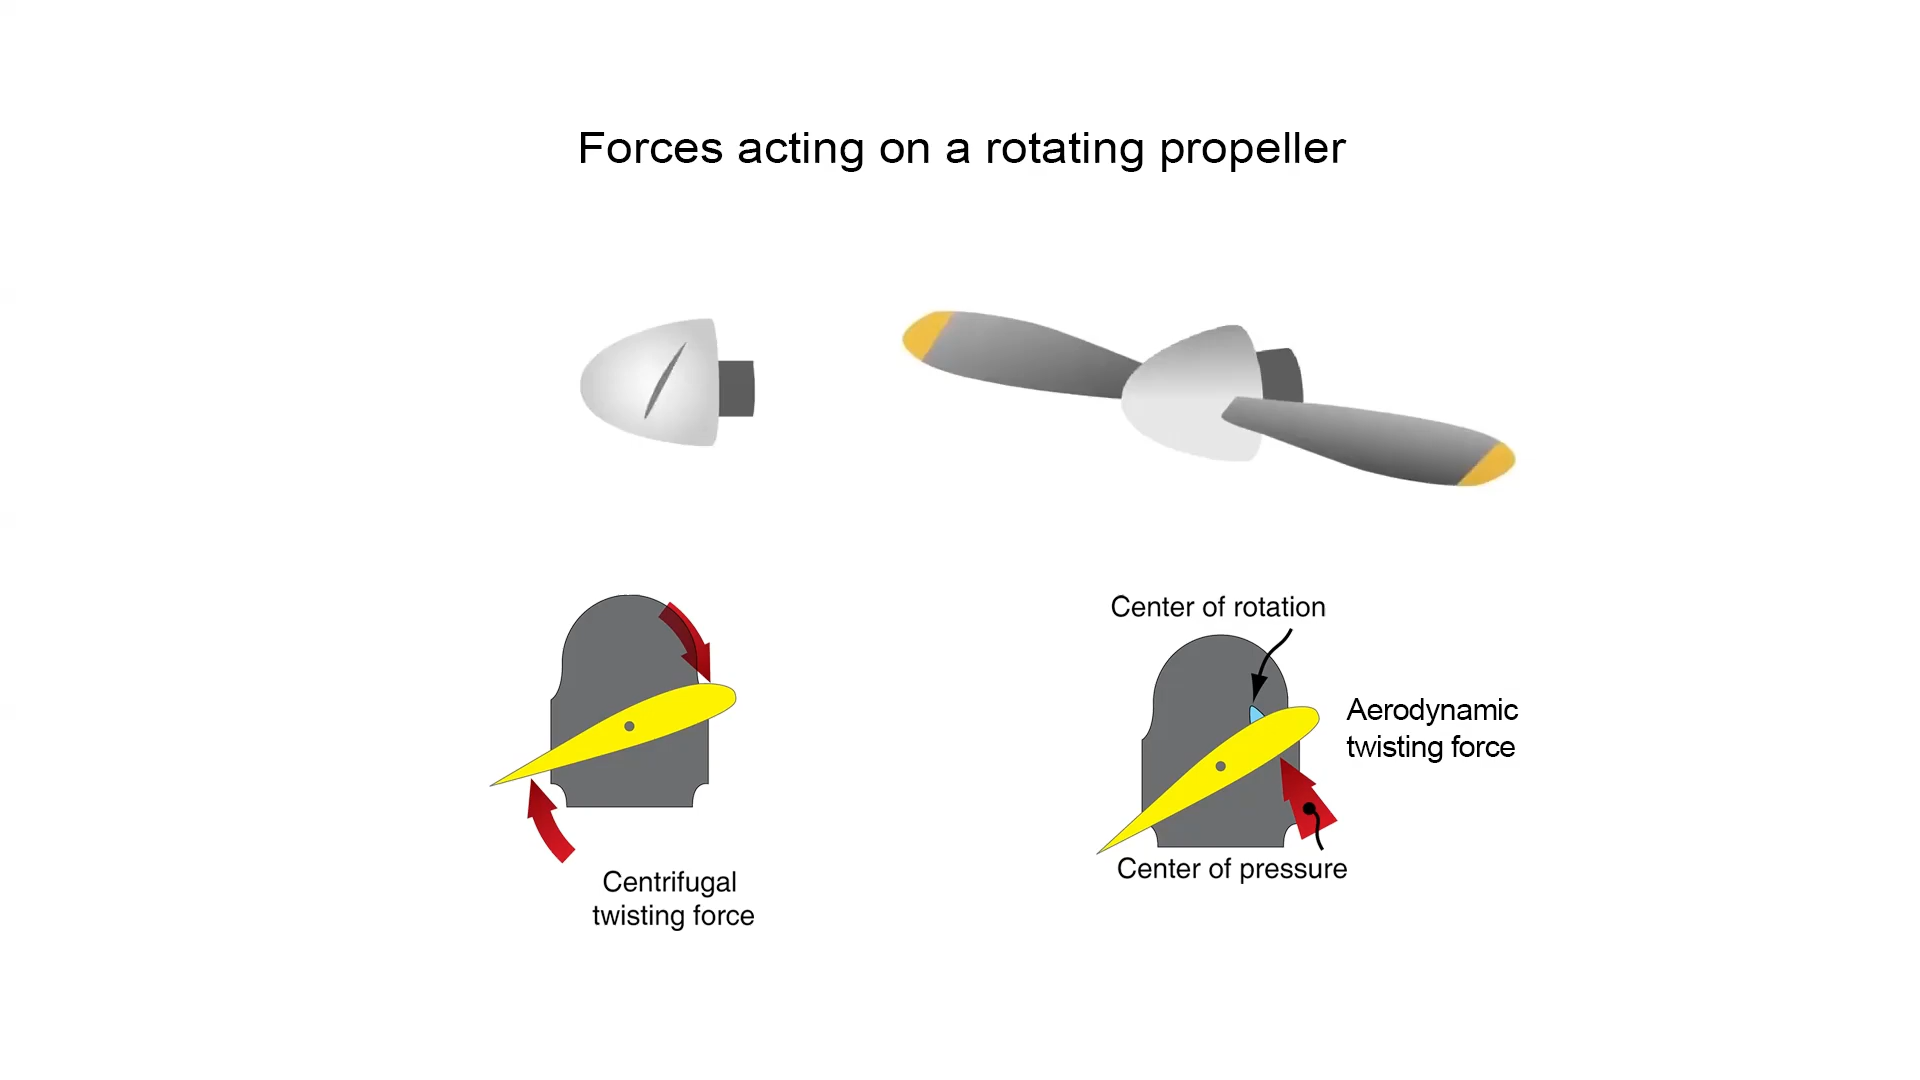 Forces acting on a rotating propeller
Center of rotation
Aerodynamic
twisting force
Center of pressure
Centrifugal
twisting force